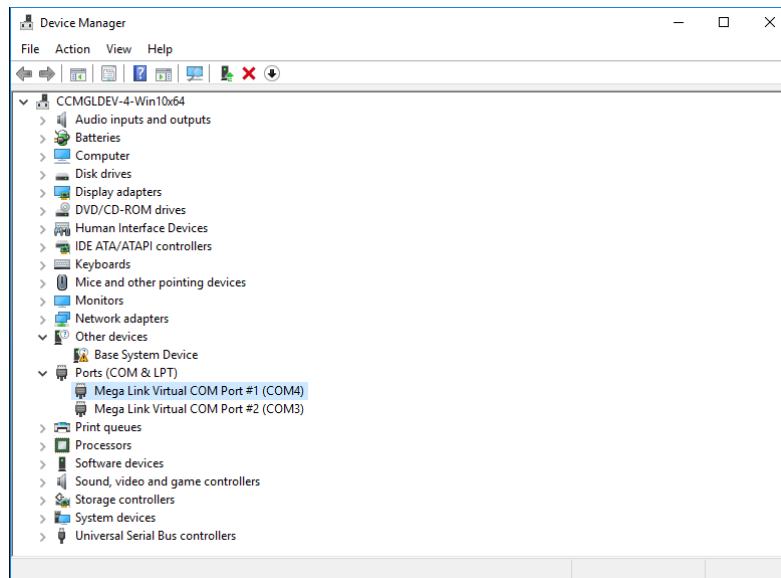 Device Manager
File Action View Help
CCMGLDEV-4-Win10x64
Audio inputs and outputs
Batteries
Computer
Disk drives
Display adapters
DVD/CD-ROM drives
Human Interface Devices
IDE ATA/ATAPI controllers
Keyboards
Mice and other pointing devices
Monitors
Network adapters
Other devices
Base System Device
Ports (COM & LPT)
Mega Link Virtual COM Port #1 (COM4)
Mega Link Virtual COM Port #2 (COM3)
Print queues
Processors
Software devices
Sound, video and game controllers
Storage controllers
System devices
Universal Serial Bus controllers